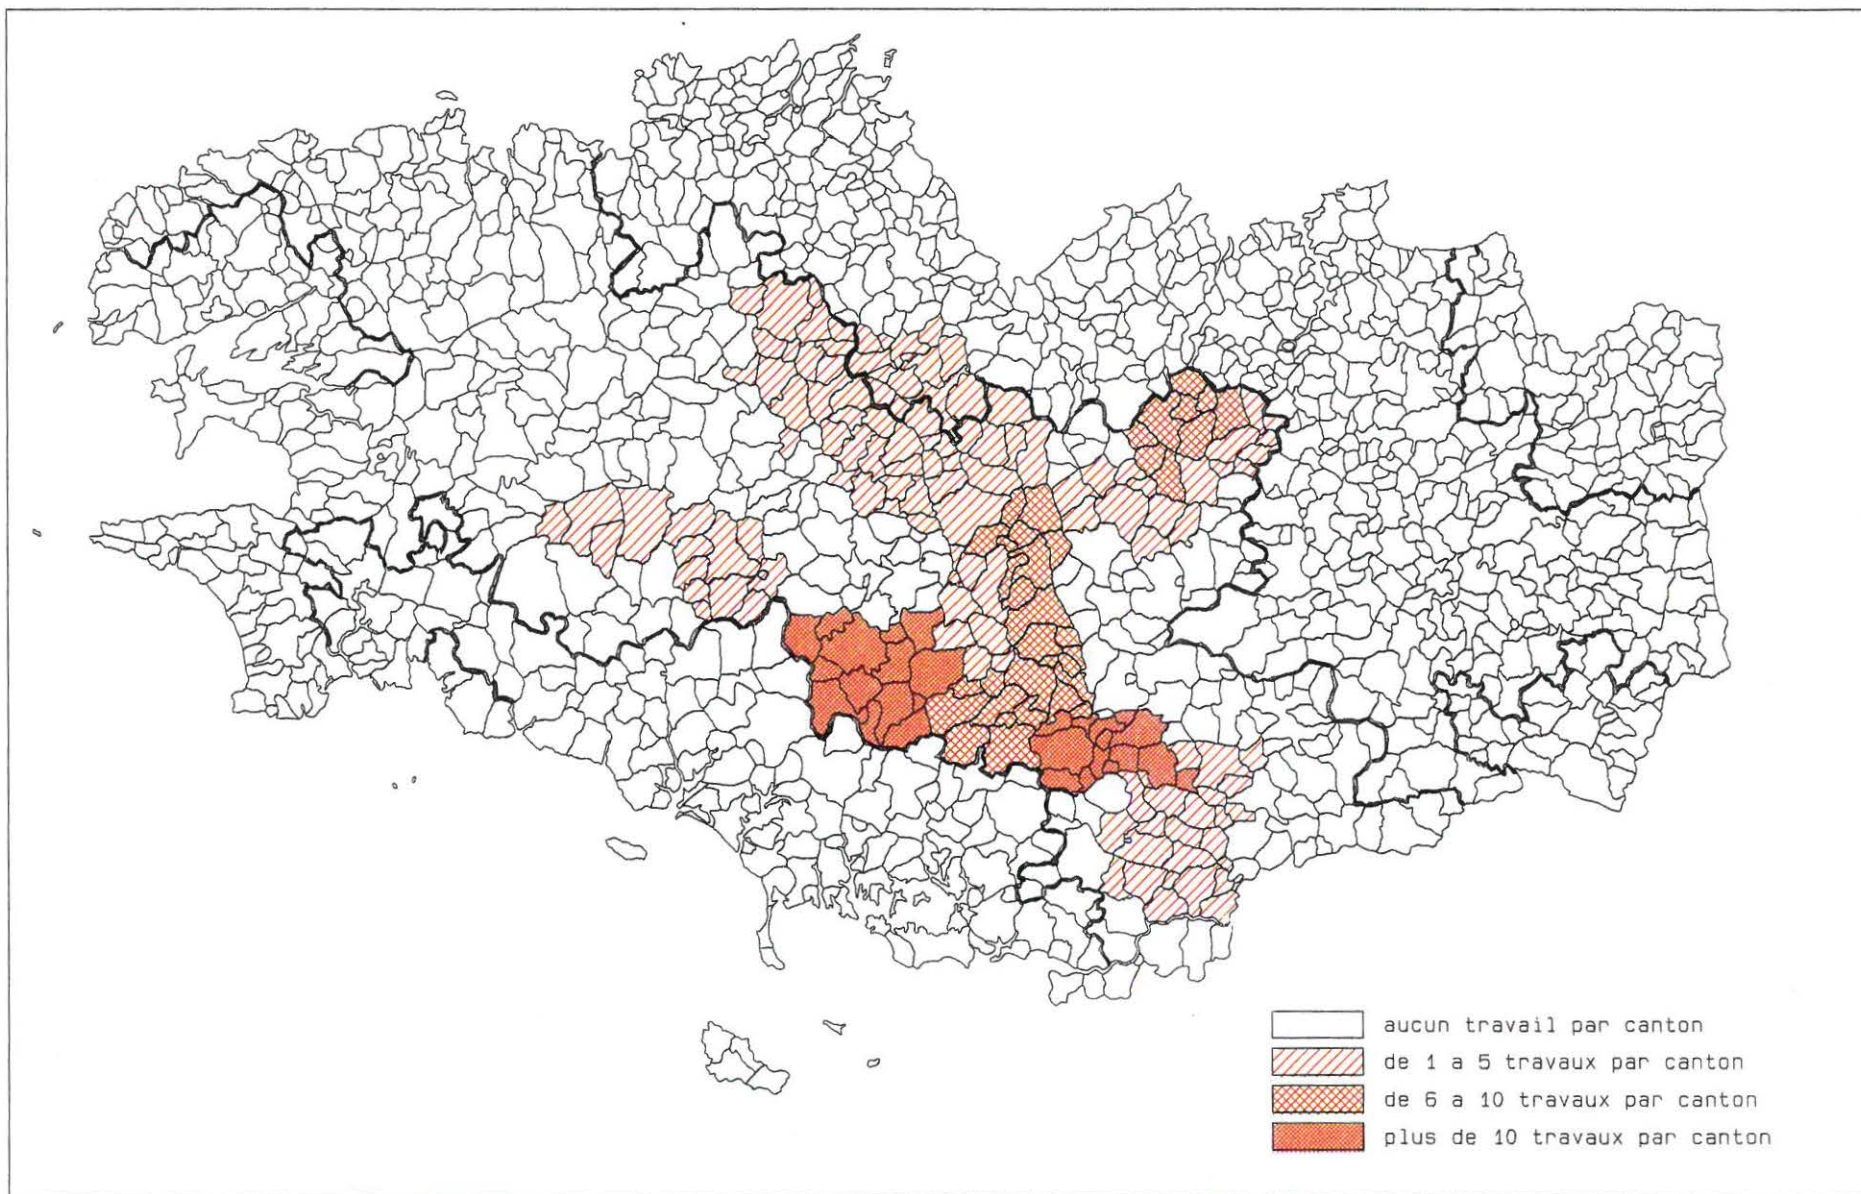 aucun travail par canton
de 1 a 5 travaux par canton
de 6 a 10 travaux par canton
plus de 10 travaux par canton